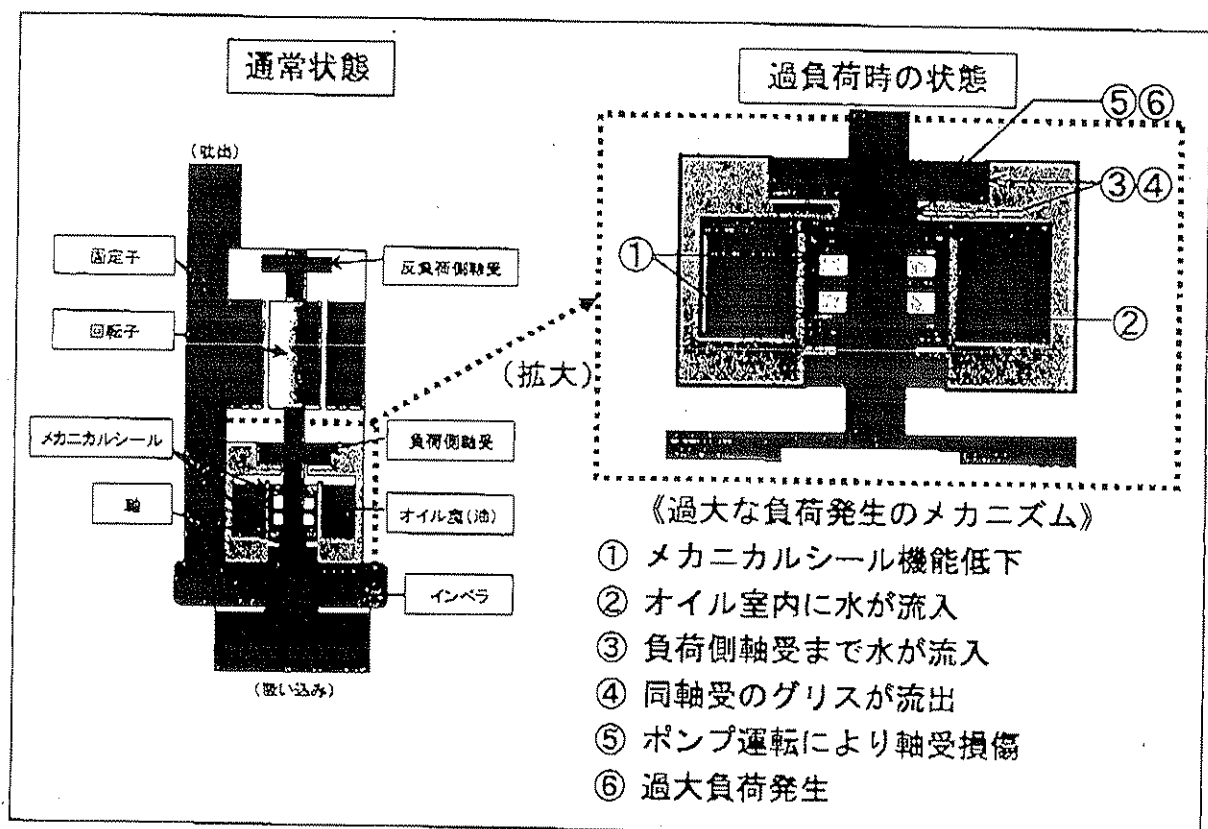 通常状態
(吐出)
固定子
回転子
メカニカルシール
軸
反負荷側軸受
負荷側軸受
オイル室(油)
インペラ
(吸い込み)
(拡大)
過負荷時の状態
⑤⑥
③④
①
②
《過大な負荷発生のメカニズム》
① メカニカルシール機能低下
② オイル室内に水が流入
③ 負荷側軸受まで水が流入
④ 同軸受のグリスが流出
⑤ ポンプ運転により軸受損傷
⑥ 過大負荷発生